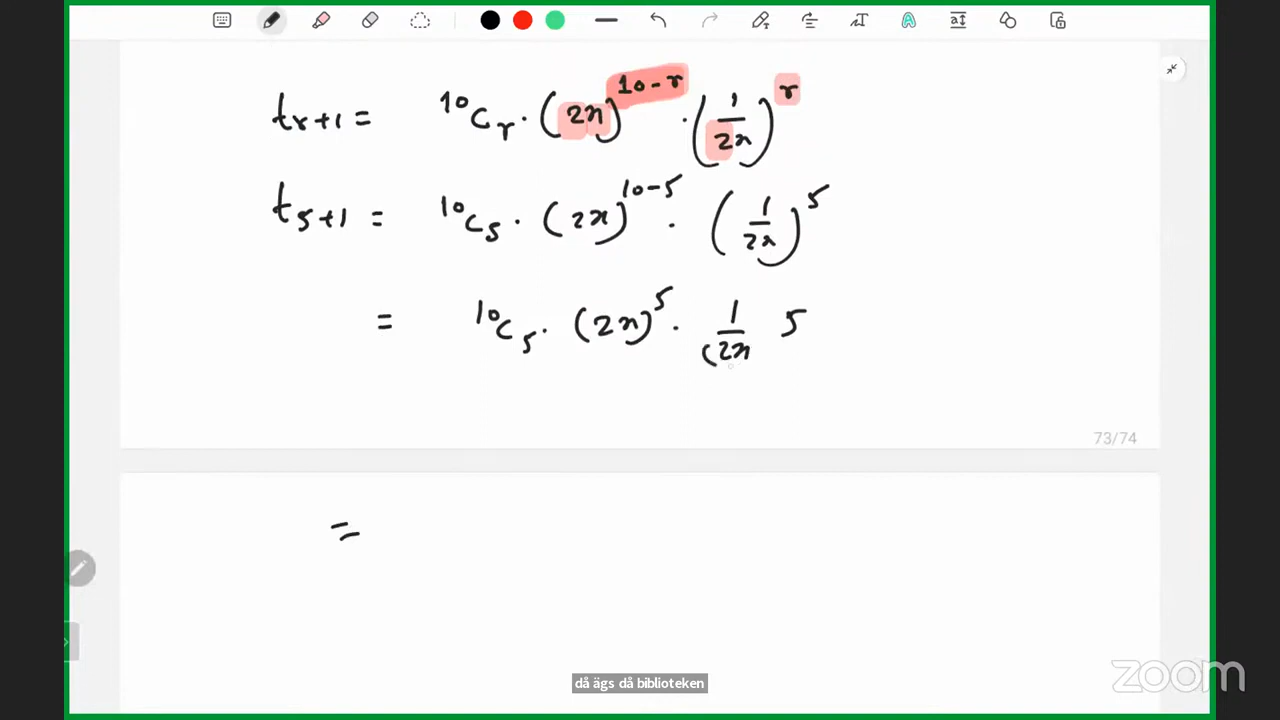 tr+1 = ¹⁰Cr · (2x)^10-r · (1/2x)^r
t5+1 = ¹⁰C5 · (2x)^10-5 · (1/2x)^5
= ¹⁰C5 · (2x)^5 · 1/(2x 5
73/74
=
då ägs då biblioteken
zoom